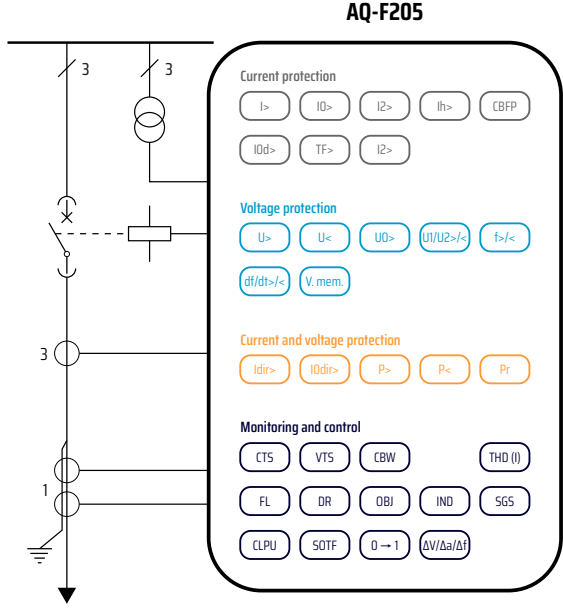 AQ-F205
3
3
Current protection
I>
I0>
I2>
Ih>
CBFP
I0d>
TF>
I2>
Voltage protection
U>
U<
U0>
U1/U2>/<
f>/<
df/dt>/<
V. mem.
Current and voltage protection
3
Idir>
I0dir>
P>
P<
Pr
Monitoring and control
CTS
VTS
CBW
THD (I)
1
FL
DR
OBJ
IND
SGS
CLPU
SOTF
0→1
ΔV/Δa/Δf